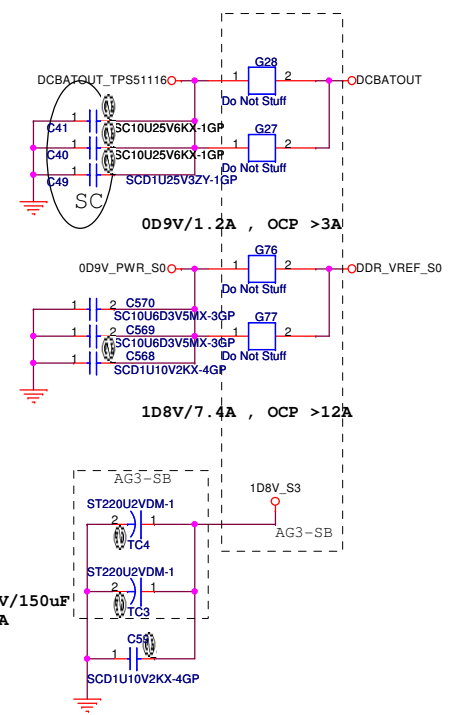 G28
DCBATOUT_TPS51116 1 2 DCBATOUT
Do Not Stuff
C41 1 SC10U25V6KX-1GP
G27
1 2
C40 1 SC10U25V6KX-1GP
Do Not Stuff
C49 1 SCD1U25V3ZY-1GP
SC
0D9V/1.2A , OCP >3A
G76
0D9V_PWR_S0 1 2 DDR_VREF_S0
Do Not Stuff
1 2 C570
SC10U6D3V5MX-3GP
G77
1 2 C569
1 2
SC10U6D3V5MX-3GP
Do Not Stuff
1 C568
SCD1U10V2KX-4GP
1D8V/7.4A , OCP >12A
AG3-SB
1D8V_S3
ST220U2VDM-1
2 1
TC4
AG3-SB
ST220U2VDM-1
2 1
TC3
V/150uF
A
1
SCD1U10V2KX-4GP